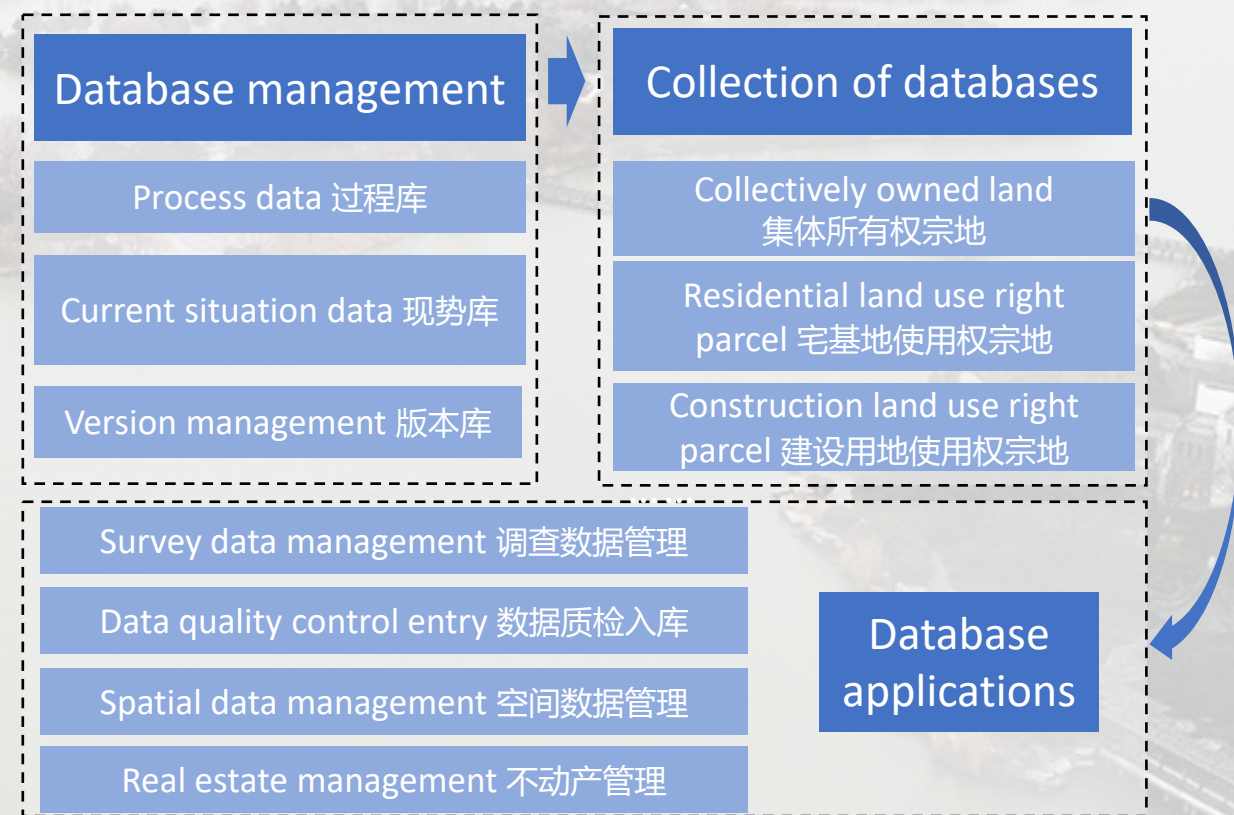 Database management
Process data 过程库
Current situation data 现势库
Version management 版本库
Collection of databases
Collectively owned land
集体所有权宗地
Residential land use right
parcel 宅基地使用权宗地
Construction land use right
parcel 建设用地使用权宗地
Survey data management 调查数据管理
Data quality control entry 数据质检入库
Spatial data management 空间数据管理
Real estate management 不动产管理
Database
applications